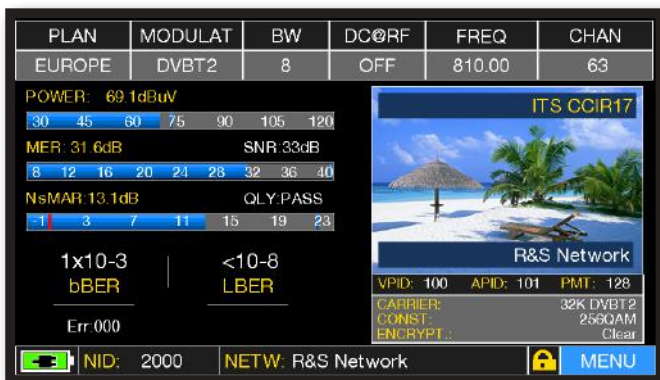 PLAN MODULAT BW DC@RF FREQ CHAN
EUROPE DVBT2 8 OFF 810.00 63
POWER: 69.1dBuV
30 45 60 75 90 105 120
MER: 31.6dB SNR:33dB
8 12 16 20 24 28 32 36 40
NsMAR:13.1dB QLY:PASS
-1 3 7 11 15 19 23
1x10-3 <10-8
bBER LBER
Err:000
ITS CCIR17
R&S Network
VPID: 100 APID: 101 PMT: 128
CARRIER: 32K DVBT2
CONST: 256QAM
ENCRYPT.: Clear
NID: 2000 NETW: R&S Network MENU